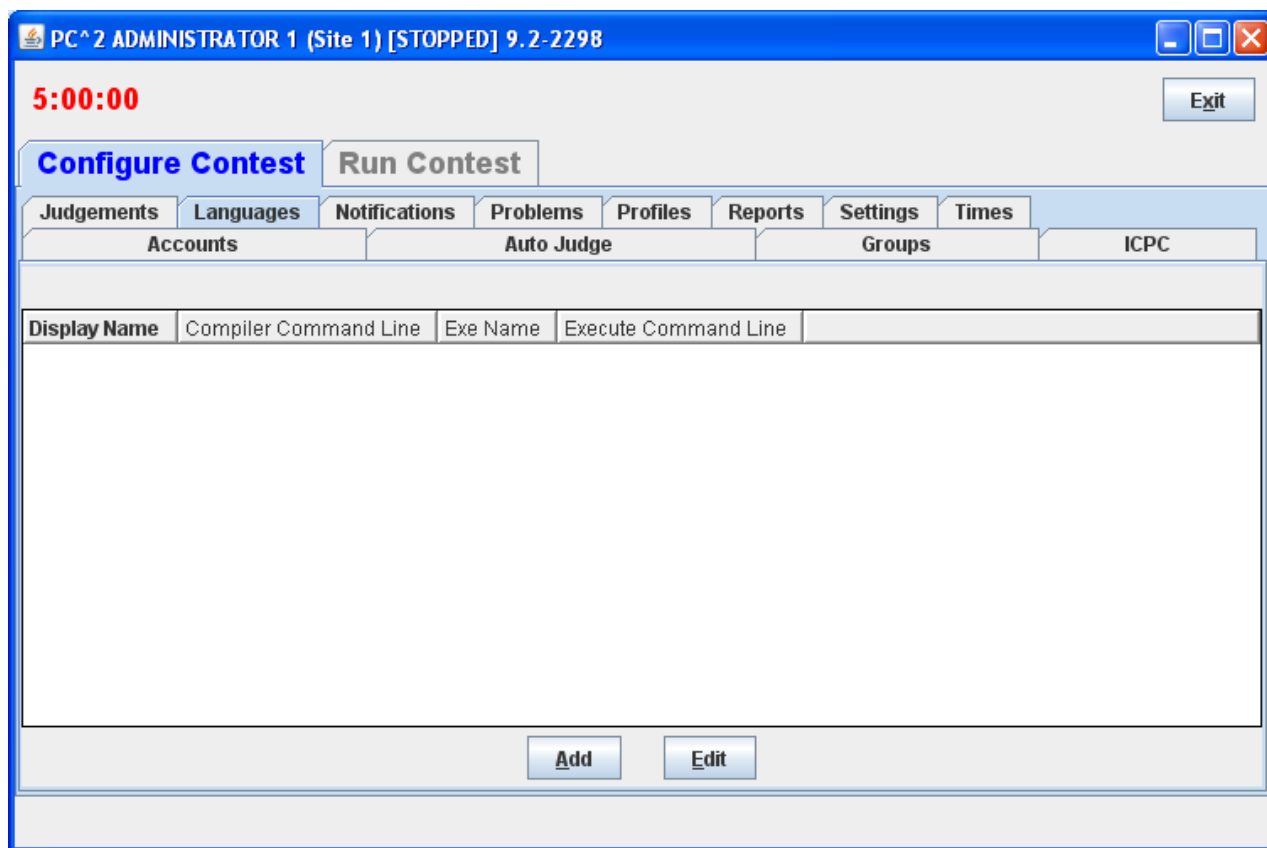 PC^2 ADMINISTRATOR 1 (Site 1) [STOPPED] 9.2-2298
5:00:00 Exit
Configure Contest Run Contest
Judgements Languages Notifications Problems Profiles Reports Settings Times
Accounts Auto Judge Groups ICPC
Display Name Compiler Command Line Exe Name Execute Command Line
Add Edit